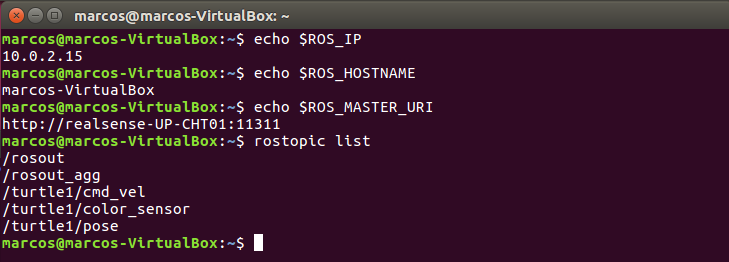 marcos@marcos-VirtualBox: ~
marcos@marcos-VirtualBox:~$ echo $ROS_IP
10.0.2.15
marcos@marcos-VirtualBox:~$ echo $ROS_HOSTNAME
marcos-VirtualBox
marcos@marcos-VirtualBox:~$ echo $ROS_MASTER_URI
http://realsense-UP-CHT01:11311
marcos@marcos-VirtualBox:~$ rostopic list
/rosout
/rosout_agg
/turtle1/cmd_vel
/turtle1/color_sensor
/turtle1/pose
marcos@marcos-VirtualBox:~$